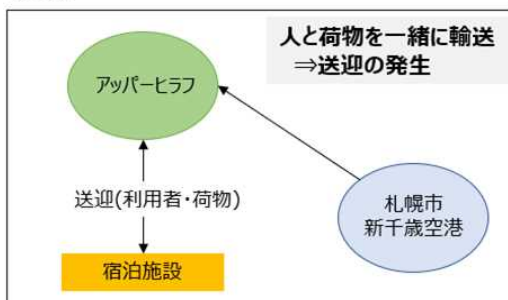 人と荷物を一緒に輸送
⇒送迎の発生
アッパーヒラフ
送迎(利用者・荷物)
札幌市
新千歳空港
宿泊施設